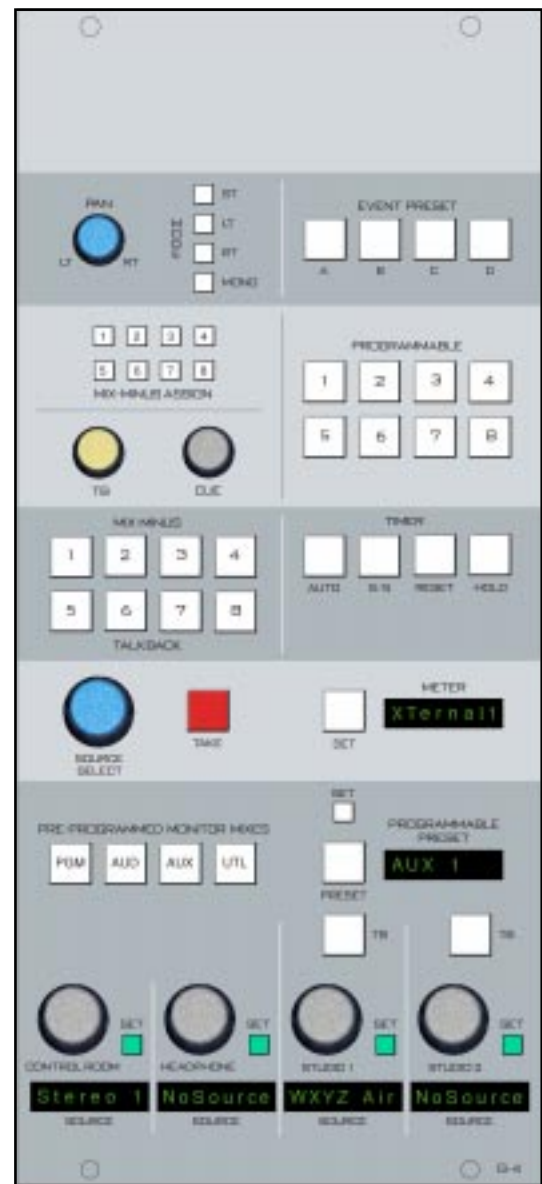 PAN
LT RT
MODE
ST
LT
RT
MONO
EVENT PRESET
A B C D
1 2 3 4
5 6 7 8
MIX-MINUS ASSIGN
TB CUE
PROGRAMMABLE
1 2 3 4
5 6 7 8
MIX-MINUS
1 2 3 4
5 6 7 8
TALKBACK
TIMER
AUTO S/S RESET HOLD
SOURCE
SELECT
TAKE
SET
METER
XTernal1
PRE-PROGRAMMED MONITOR MIXES
PGM AUD AUX UTL
SET
PRESET
PROGRAMMABLE
PRESET
AUX 1
TB TB
SET SET SET SET
CONTROL ROOM HEADPHONE STUDIO 1 STUDIO 2
Stereo 1 NoSource WXYZ Air NoSource
SOURCE SOURCE SOURCE SOURCE